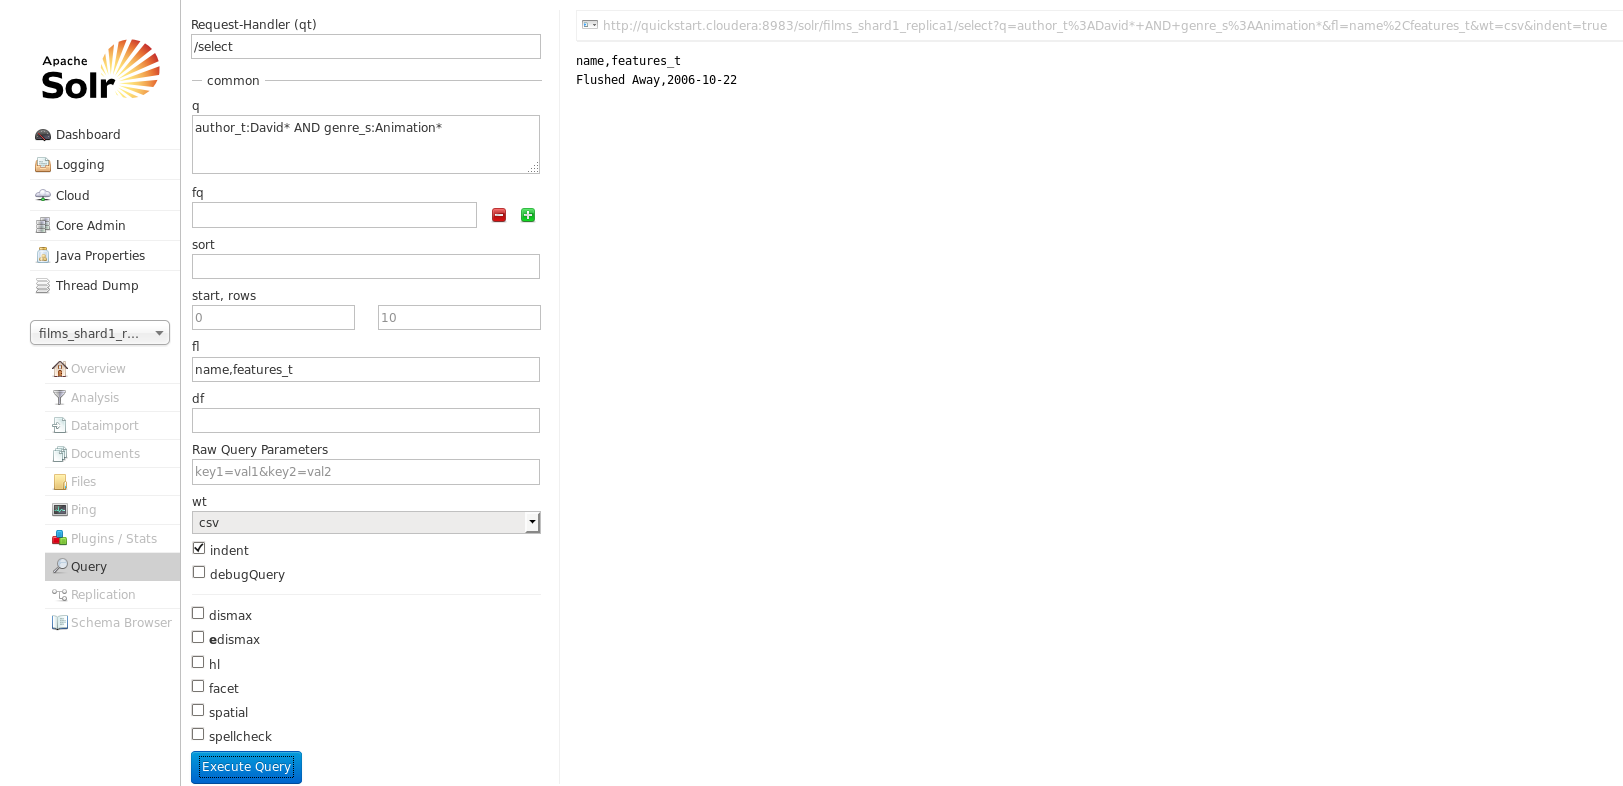 Apache
Solr
Dashboard
Logging
Cloud
Core Admin
Java Properties
Thread Dump
films_shard1_r...
Overview
Analysis
Dataimport
Documents
Files
Ping
Plugins / Stats
Query
Replication
Schema Browser
Request-Handler (qt)
/select
common
q
author_t:David* AND genre_s:Animation*
fq
sort
start, rows
0 10
fl
name,features_t
df
Raw Query Parameters
key1=val1&key2=val2
wt
csv
indent
debugQuery
dismax
edismax
hl
facet
spatial
spellcheck
Execute Query
http://quickstart.cloudera:8983/solr/films_shard1_replica1/select?q=author_t%3ADavid*+AND+genre_s%3AAnimation*&fl=name%2Cfeatures_t&wt=csv&indent=true
name,features_t
Flushed Away,2006-10-22